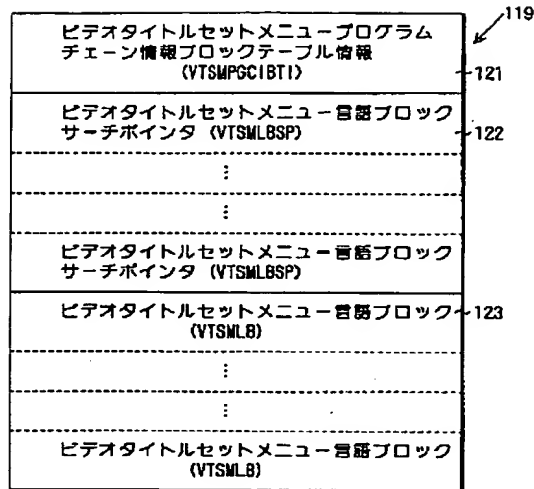 119
ビデオタイトルセットメニュープログラム
チェーン情報ブロックテーブル情報
(VTSMPGCIBTI)
121
ビデオタイトルセットメニュー言語ブロック
サーチポインタ (VTSMLBSP)
122
⋮
⋮
ビデオタイトルセットメニュー言語ブロック
サーチポインタ (VTSMLBSP)
ビデオタイトルセットメニュー言語ブロック
123
(VTSMLB)
⋮
⋮
ビデオタイトルセットメニュー言語ブロック
(VTSMLB)